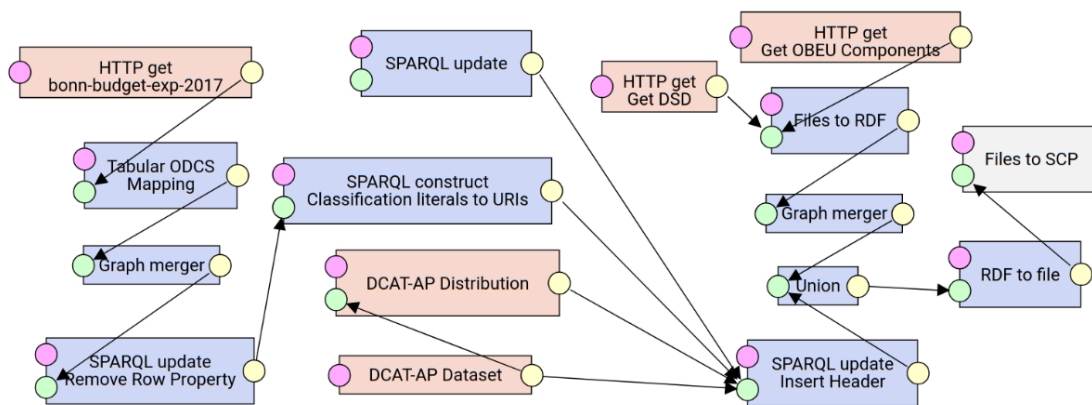 HTTP get
bonn-budget-exp-2017
SPARQL update
HTTP get
Get OBEU Components
HTTP get
Get DSD
Files to RDF
Tabular ODCS
Mapping
Files to SCP
SPARQL construct
Classification literals to URIs
Graph merger
Graph merger
DCAT-AP Distribution
Union
RDF to file
SPARQL update
Remove Row Property
DCAT-AP Dataset
SPARQL update
Insert Header